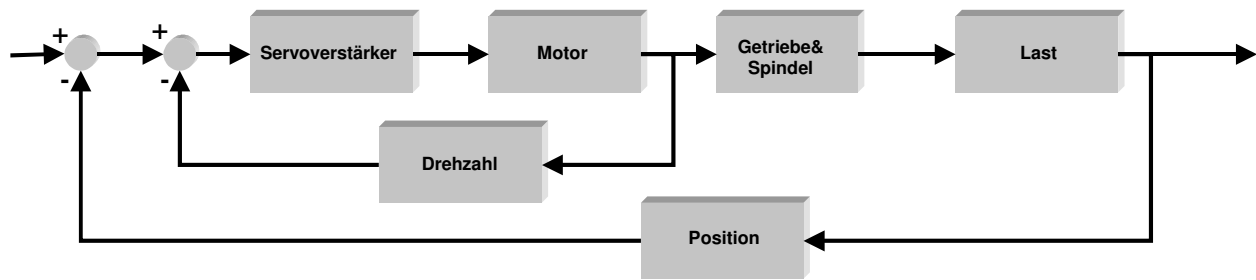 +
-
+
-
Servoverstärker
Motor
Getriebe&
Spindel
Last
Drehzahl
Position